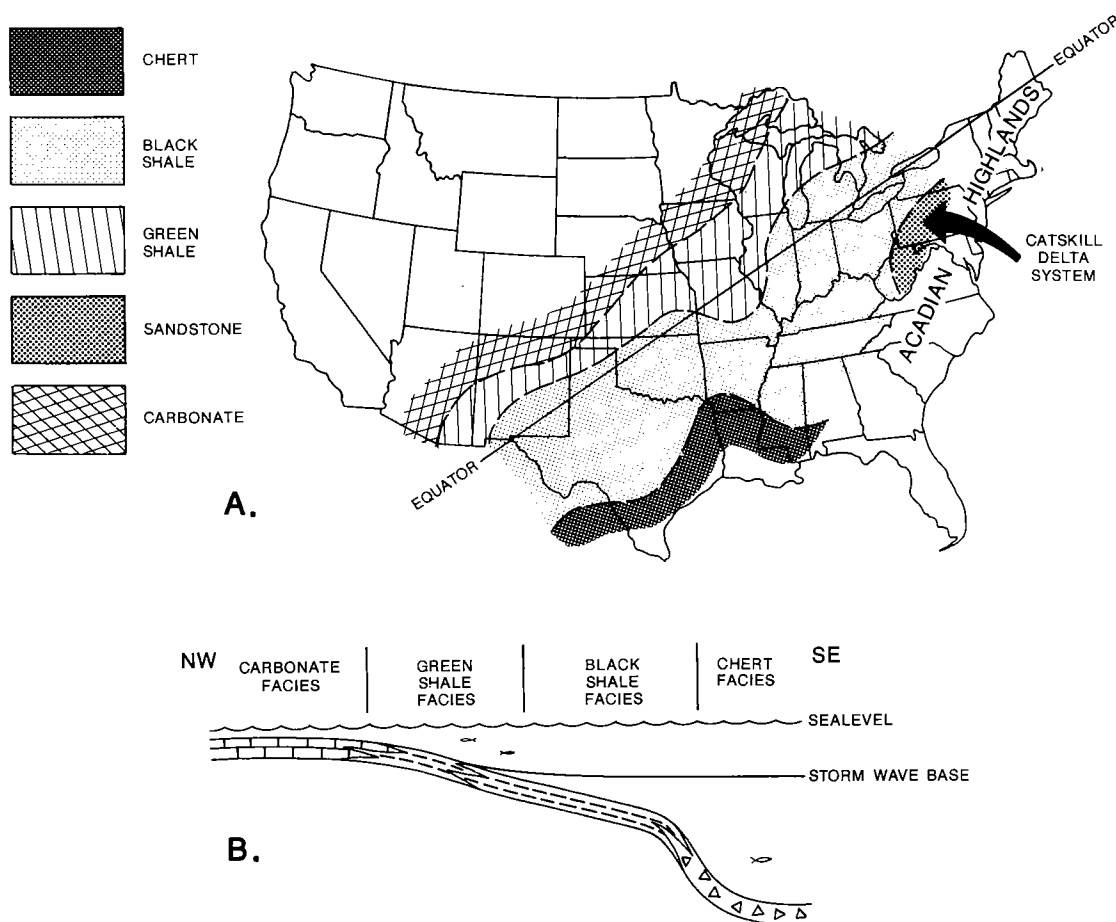 CHERT
BLACK
SHALE
GREEN
SHALE
SANDSTONE
CARBONATE
EQUATOR
HIGHLANDS
ACADIAN
CATSKILL
DELTA
SYSTEM
EQUATOR
A.
NW
CARBONATE
FACIES
GREEN
SHALE
FACIES
BLACK
SHALE
FACIES
CHERT
FACIES
SE
SEALEVEL
STORM WAVE BASE
B.